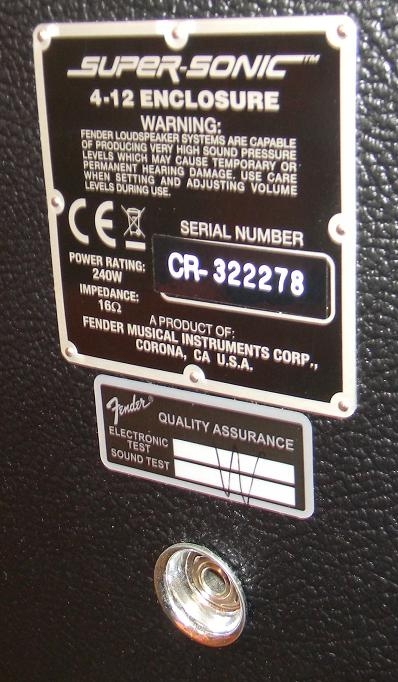 SUPER-SONIC™
4-12 ENCLOSURE
WARNING:
FENDER LOUDSPEAKER SYSTEMS ARE CAPABLE
OF PRODUCING VERY HIGH SOUND PRESSURE
LEVELS WHICH MAY CAUSE TEMPORARY OR
PERMANENT HEARING DAMAGE. USE CARE
WHEN SETTING AND ADJUSTING VOLUME
LEVELS DURING USE.
CE
SERIAL NUMBER
CR-322278
POWER RATING:
240W
IMPEDANCE:
16Ω
A PRODUCT OF:
FENDER MUSICAL INSTRUMENTS CORP.,
CORONA, CA U.S.A.
Fender®
QUALITY ASSURANCE
ELECTRONIC
TEST
SOUND TEST